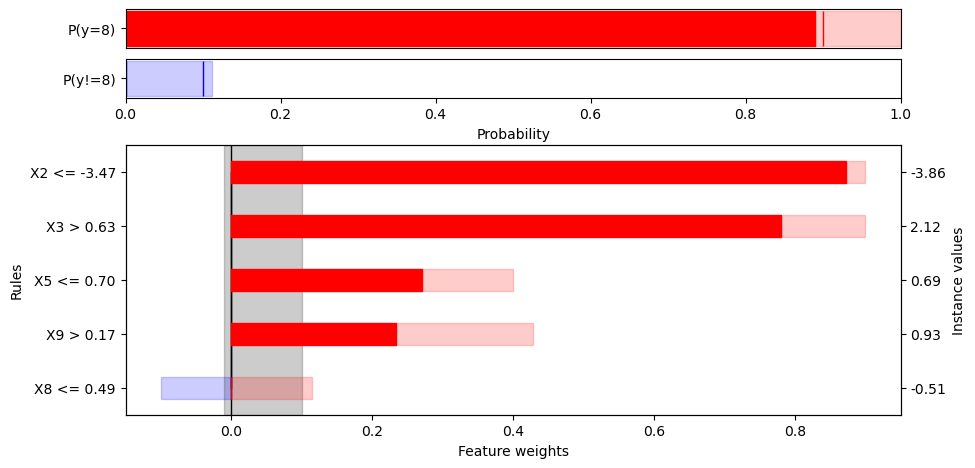 P(y=8)
P(y!=8)
0.0 0.2 0.4 0.6 0.8 1.0
Probability
X2 <= -3.47 -3.86
X3 > 0.63 2.12
X5 <= 0.70 0.69
X9 > 0.17 0.93
X8 <= 0.49 -0.51
Rules
Instance values
0.0 0.2 0.4 0.6 0.8
Feature weights